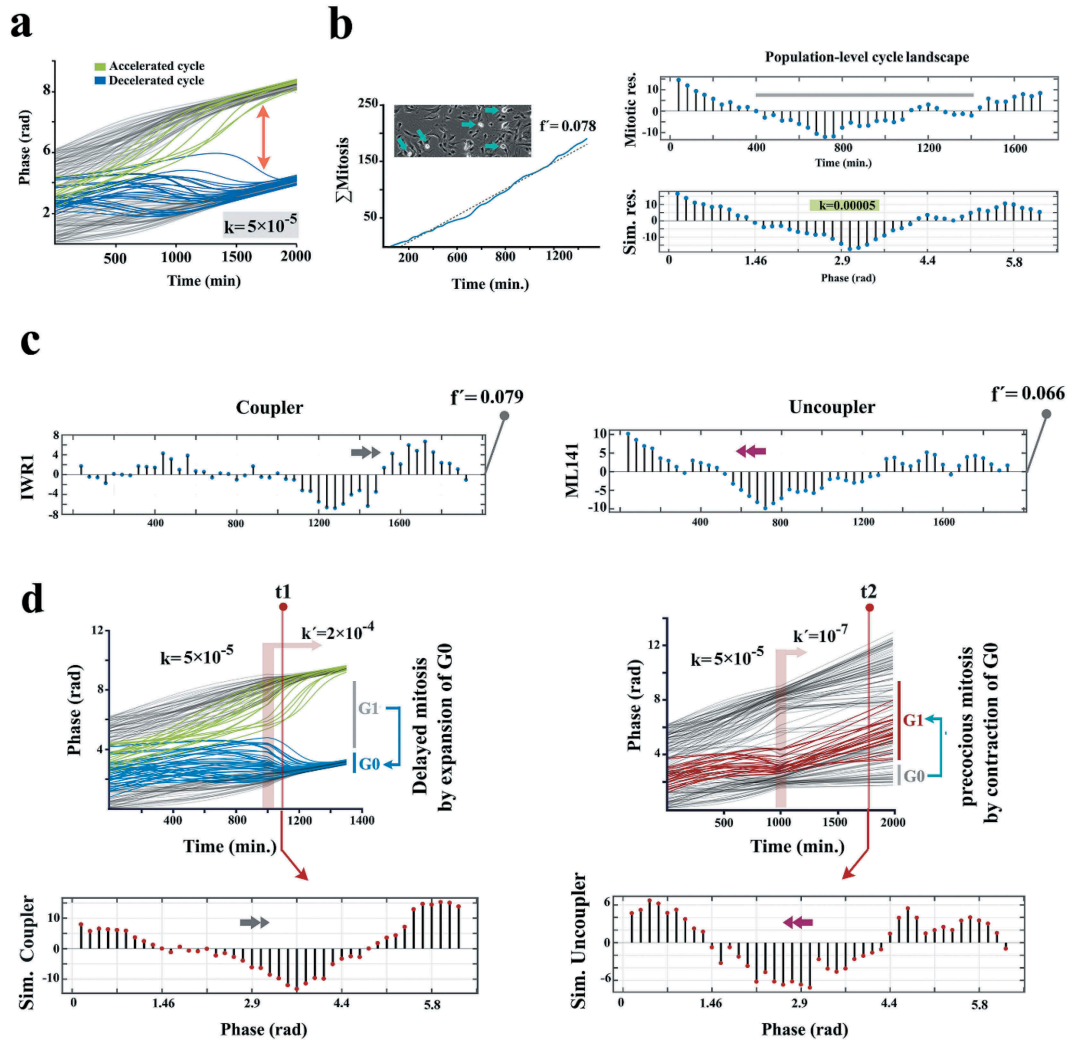 a
Accelerated cycle
Decelerated cycle
Phase (rad)
8
6
4
2
k=5×10⁻⁵
500
1000
1500
2000
Time (min)
b
∑Mitosis
250
150
50
f´= 0.078
200
600
1000
1200
Time (min.)
Population-level cycle landscape
Mitotic res.
10
0
-10
400
800
1200
1600
Time (min.)
Sim. res.
10
0
-10
k=0.00005
0
1.46
2.9
4.4
5.8
Phase (rad)
c
Coupler
f´= 0.079
IWR1
8
4
0
-4
-8
400
800
1200
1600
Uncoupler
f´= 0.066
ML141
10
5
0
-5
-10
400
800
1200
1600
d
t1
k´=2×10⁻⁴
k=5×10⁻⁵
Phase (rad)
12
8
4
G1
G0
Delayed mitosis
by expansion of G0
400
800
1000
1400
Time (min.)
t2
k´=10⁻⁷
k=5×10⁻⁵
Phase (rad)
12
8
6
4
2
G1
G0
precocious mitosis
by contraction of G0
500
1000
1500
2000
Time (min.)
Sim. Coupler
10
0
-10
0
1.46
2.9
4.4
5.8
Phase (rad)
Sim. Uncoupler
6
0
-6
0
1.46
2.9
4.4
5.8
Phase (rad)